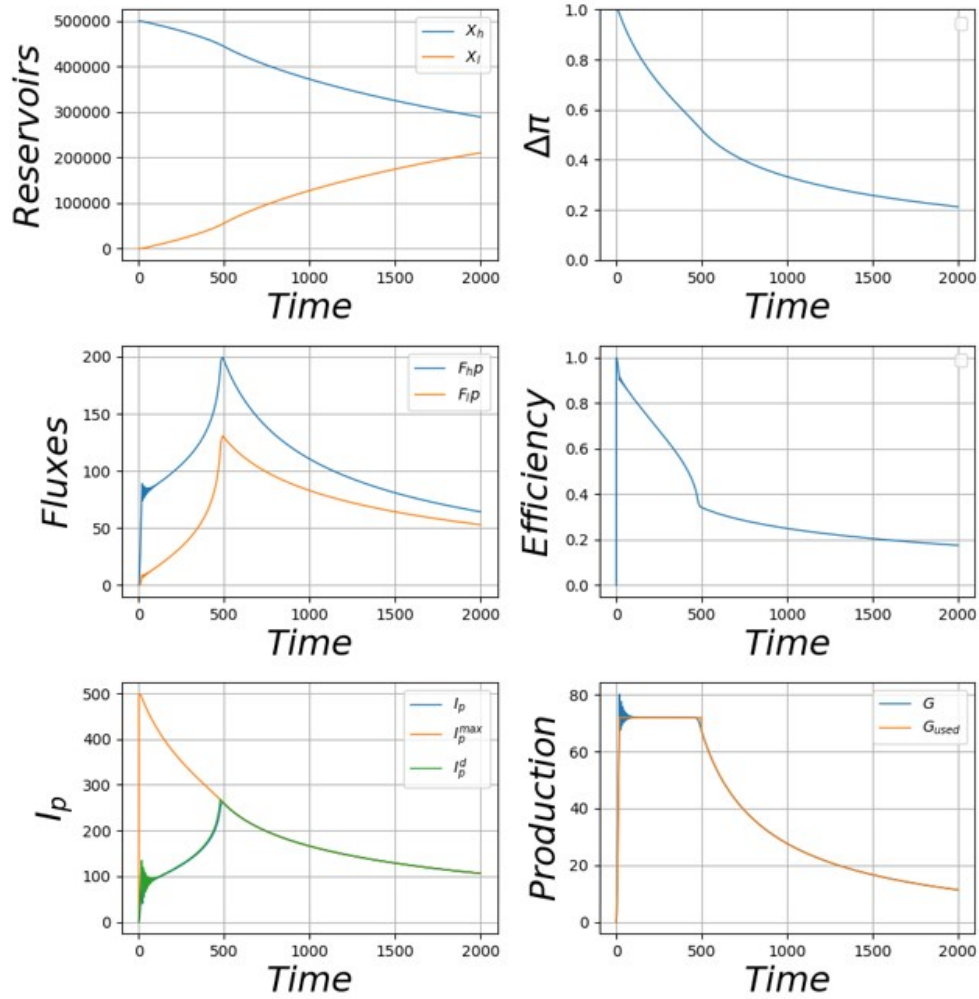 Reservoirs
500000
400000
300000
200000
100000
0
X_h
X_l
0 500 1000 1500 2000
Time
Δπ
1.0
0.8
0.6
0.4
0.2
0.0
0 500 1000 1500 2000
Time
Fluxes
200
150
100
50
0
F_hp
F_lp
0 500 1000 1500 2000
Time
Efficiency
1.0
0.8
0.6
0.4
0.2
0.0
0 500 1000 1500 2000
Time
I_p
500
400
300
200
100
0
I_p
I_p^max
I_p^d
0 500 1000 1500 2000
Time
Production
80
60
40
20
0
G
G_used
0 500 1000 1500 2000
Time